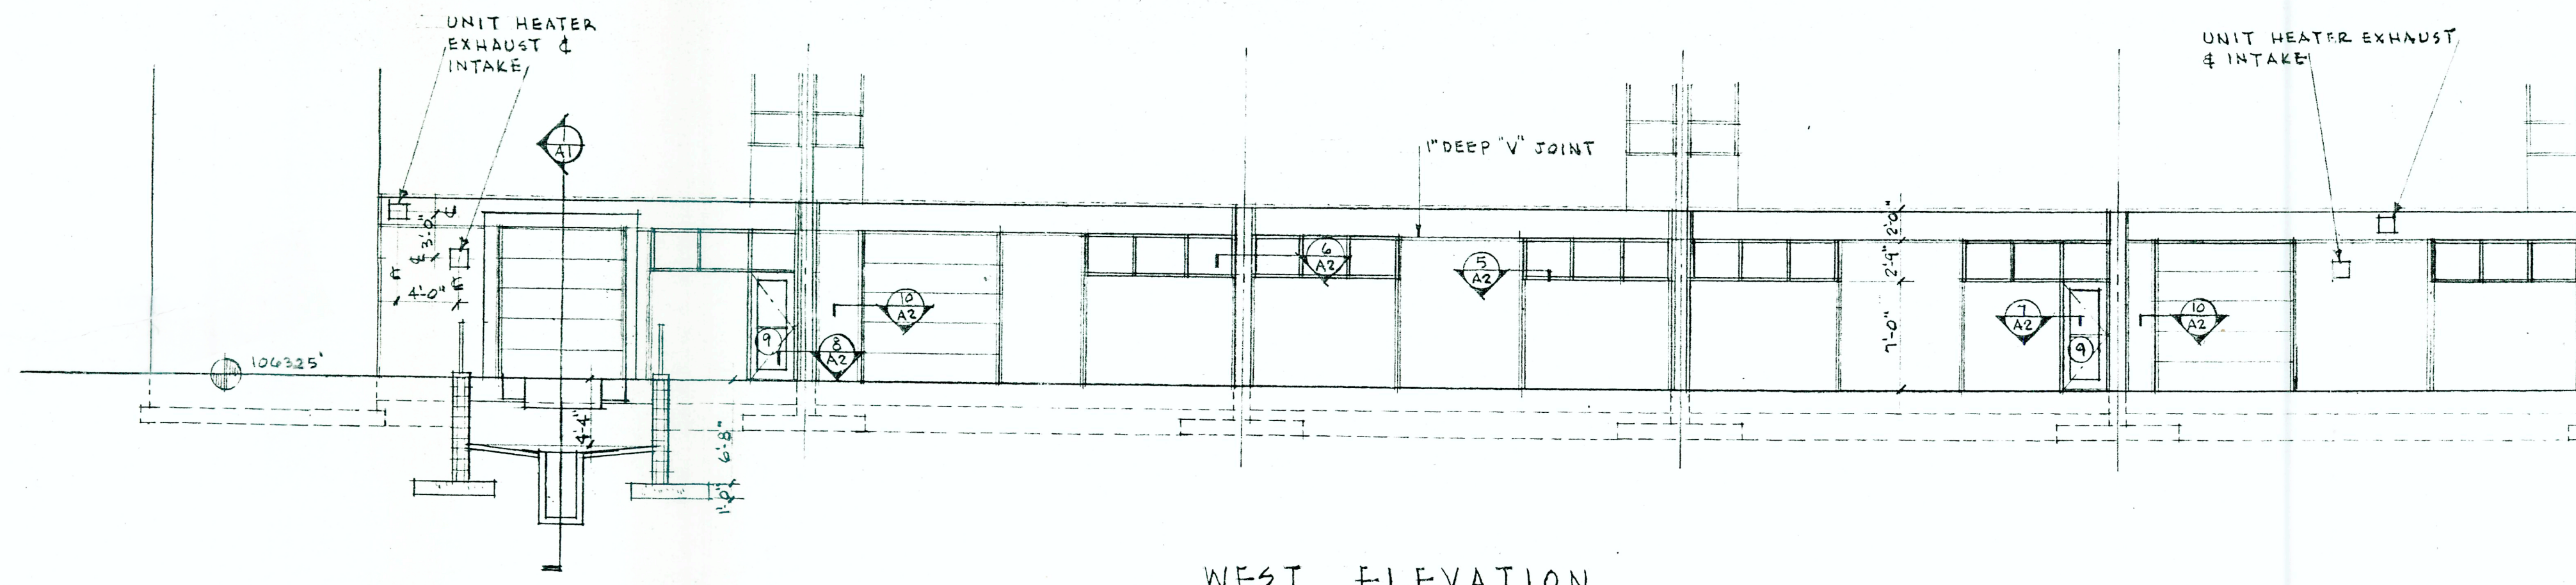 UNIT HEATER
EXHAUST ¢
INTAKE
UNIT HEATER EXHAUST
¢ INTAKE
1
A1
1" DEEP "V" JOINT
3'-0"
¢
¢
¢
¢
4'-0"
2'-0"
2'-9"
7'-0"
6
A2
5
A2
10
A2
8
A2
9
7
A2
9
10
A2
106325'
4'-4"
6'-8"
1'-0"
WEST ELEVATION